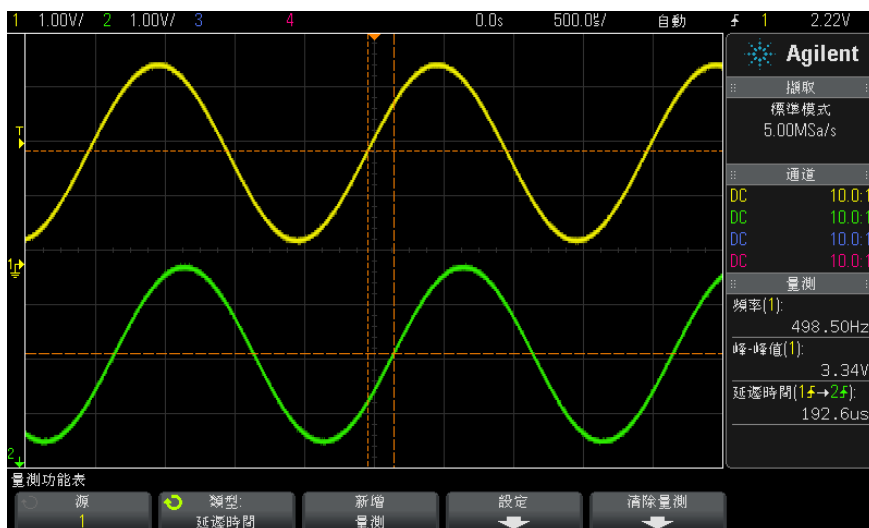 1 1.00V/ 2 1.00V/ 3 4 0.0s 500.0us/ 自動 1 2.22V
Agilent
擷取
標準模式
5.00MSa/s
通道
DC 10.0:1
DC 10.0:1
DC 10.0:1
DC 10.0:1
量測
頻率(1):
498.50Hz
峰-峰值(1):
3.34V
延遲時間(1→2):
192.6us
T
1
2
量測功能表
源
1
類型:
延遲時間
新增
量測
設定
清除量測